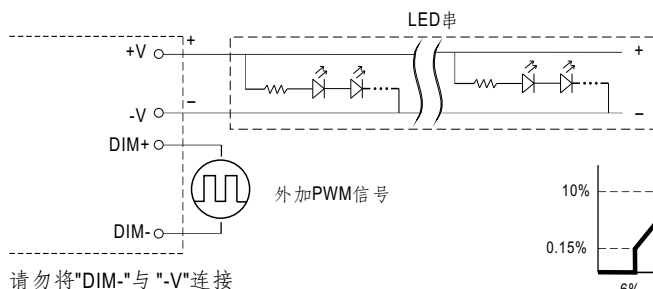 LED串
+V +
+
-V −
−
DIM+
外加PWM信号
DIM-
10%
0.15%
6%
请勿将"DIM-"与 "-V"连接